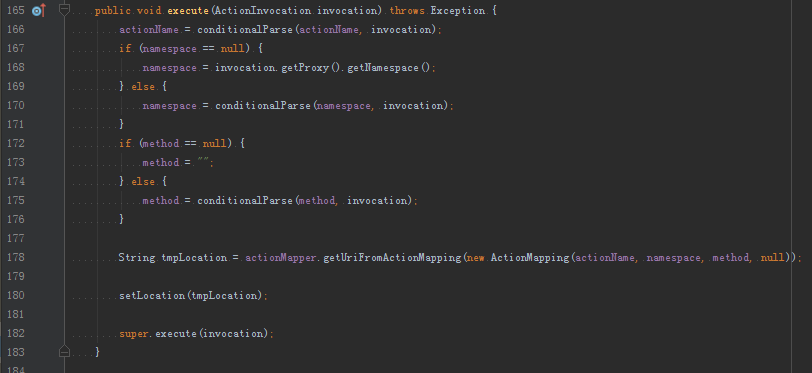 165 public void execute(ActionInvocation invocation) throws Exception {
166 actionName = conditionalParse(actionName, invocation);
167 if (namespace == null) {
168 namespace = invocation.getProxy().getNamespace();
169 } else {
170 namespace = conditionalParse(namespace, invocation);
171 }
172 if (method == null) {
173 method = "";
174 } else {
175 method = conditionalParse(method, invocation);
176 }
177
178 String tmpLocation = actionMapper.getUriFromActionMapping(new ActionMapping(actionName, namespace, method, null));
179
180 setLocation(tmpLocation);
181
182 super.execute(invocation);
183 }
184